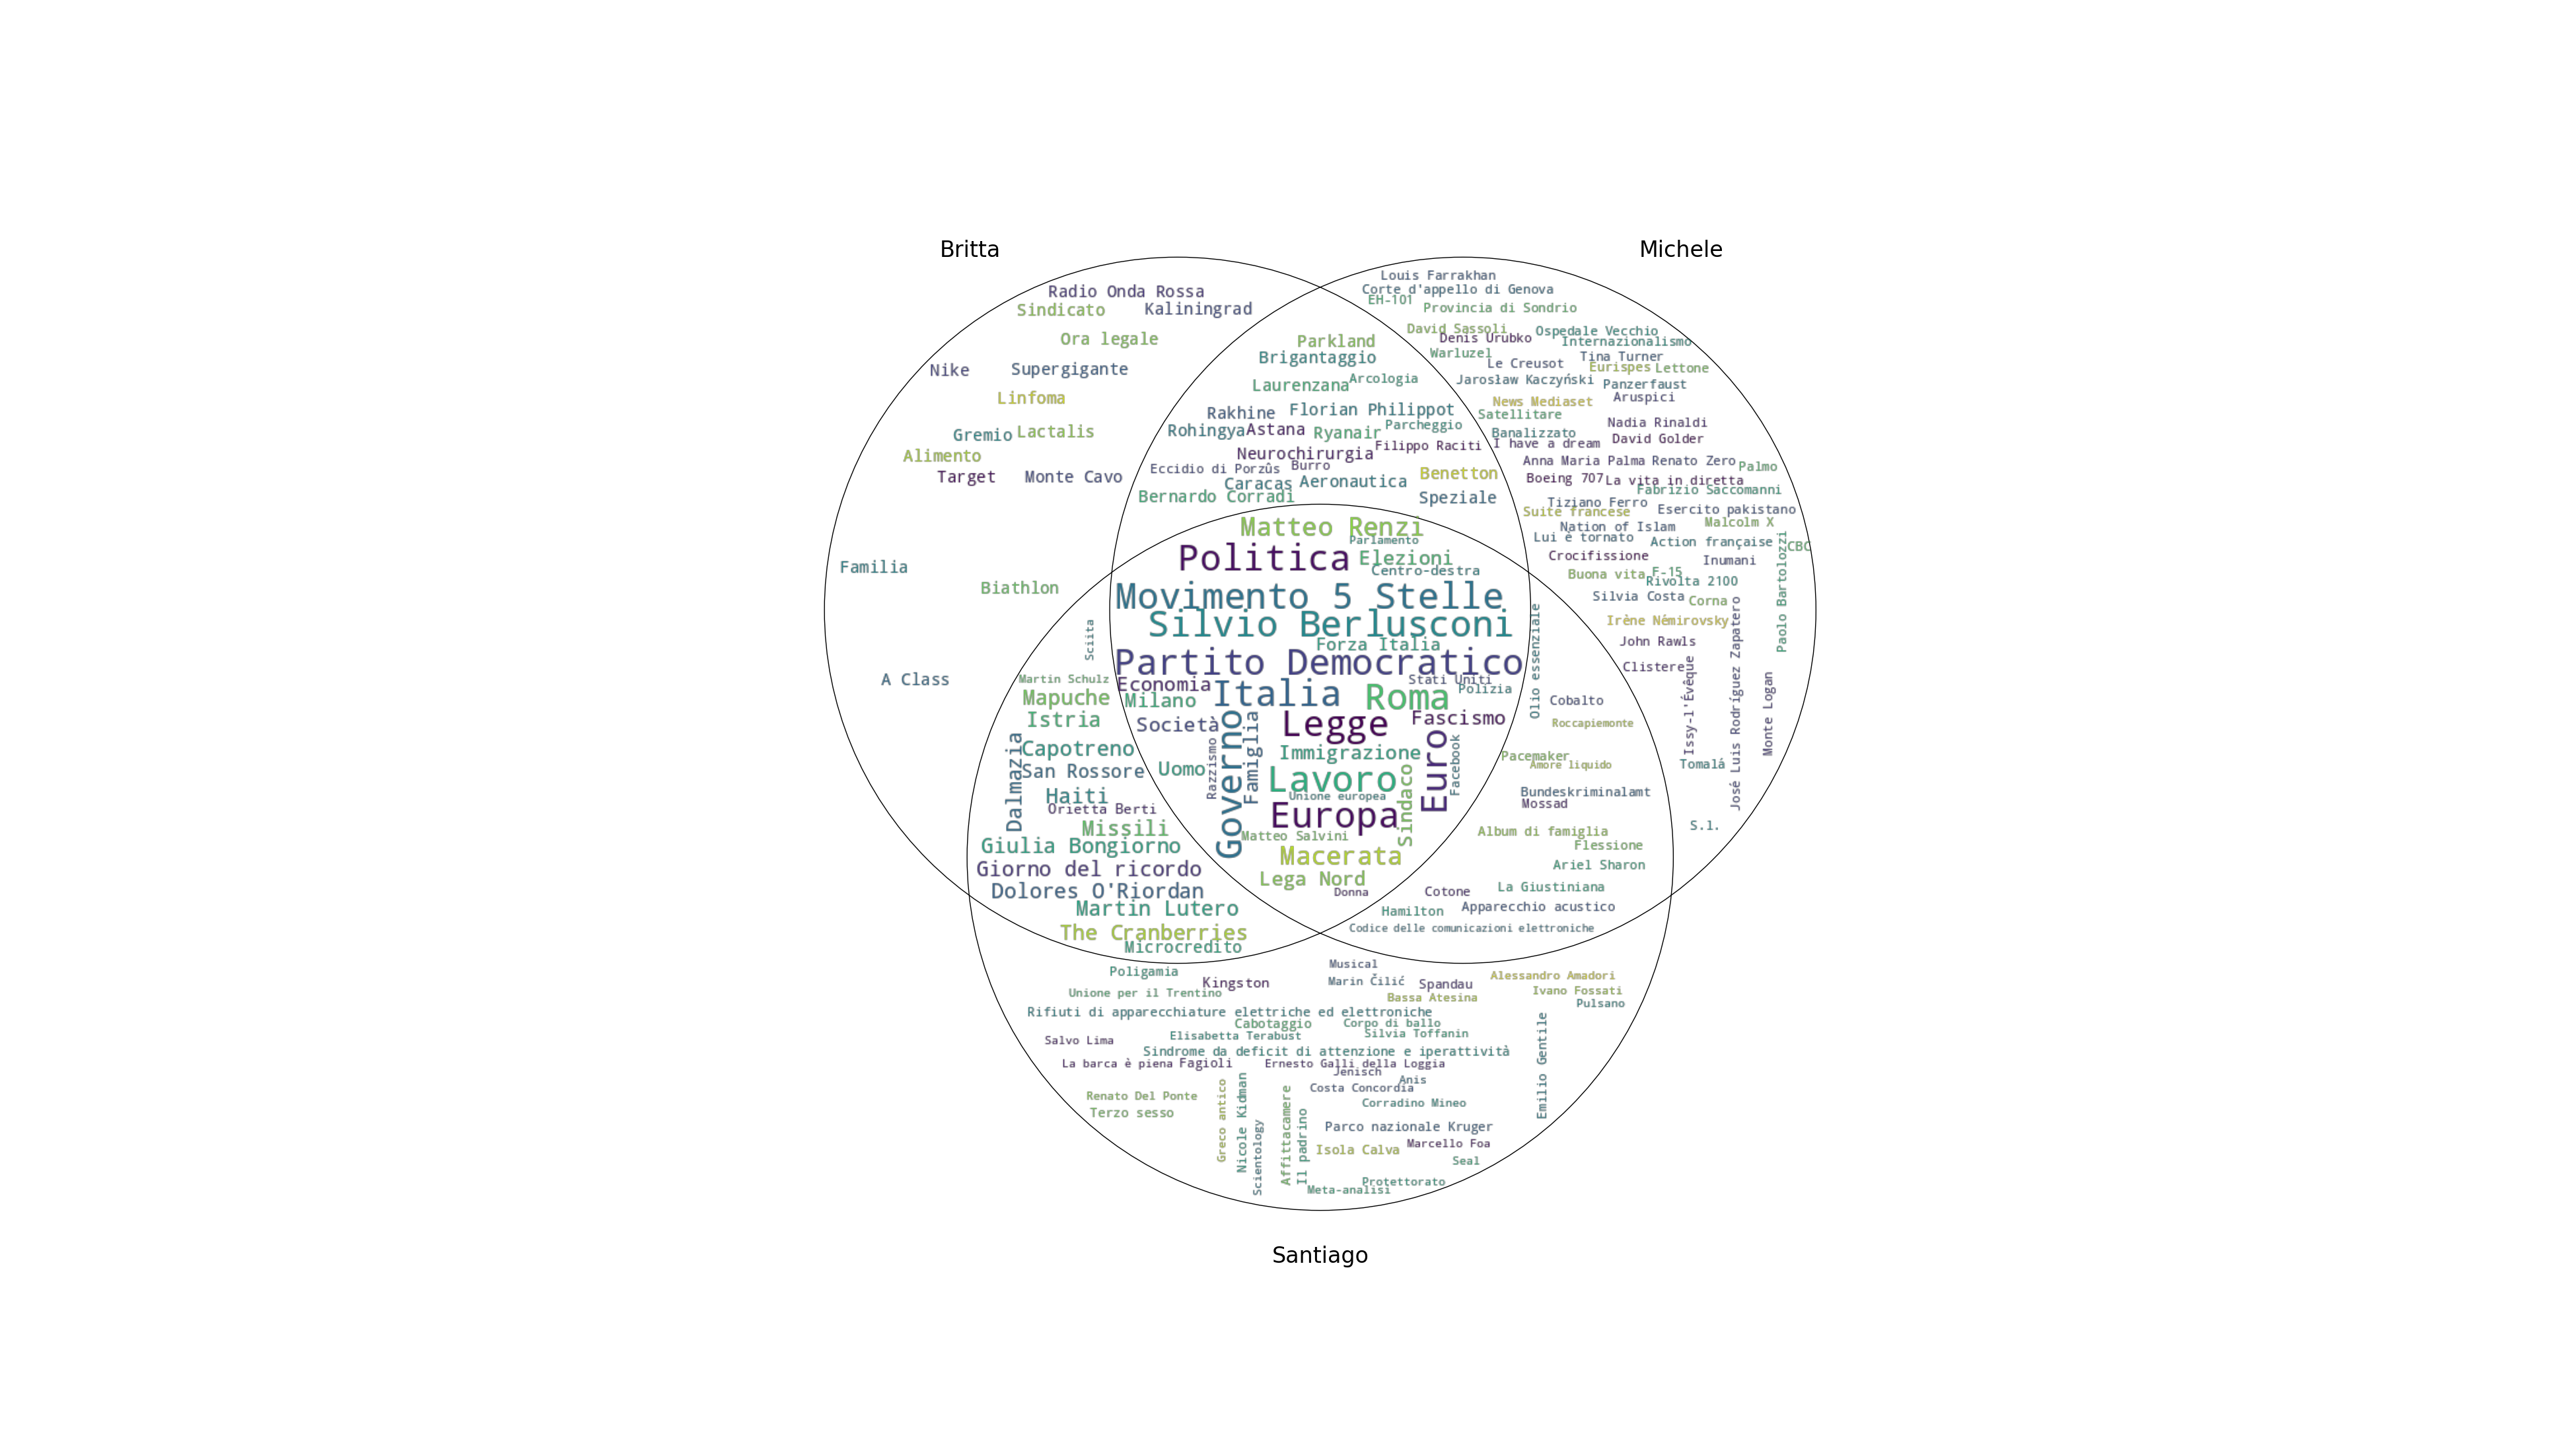 Britta
Michele
Radio Onda Rossa
Sindicato
Kaliningrad
Ora legale
Nike
Supergigante
Linfoma
Gremio
Lactalis
Alimento
Target
Monte Cavo
Familia
Biathlon
A Class
Parkland
Brigantaggio
Laurenzana
Arcologia
Rakhine
Florian Philippot
Rohingya
Astana
Ryanair
Parcheggio
Neurochirurgia
Filippo Raciti
Eccidio di Porzûs
Burro
Benetton
Caracas
Aeronautica
Bernardo Corradi
Speziale
Louis Farrakhan
Corte d'appello di Genova
EH-101
Provincia di Sondrio
David Sassoli
Denis Urubko
Ospedale Vecchio
Internazionalismo
Warluzel
Tina Turner
Le Creusot
Eurispes
Lettone
Jarosław Kaczyński
Panzerfaust
Aruspici
News Mediaset
Satellitare
Nadia Rinaldi
Banalizzato
I have a dream
David Golder
Anna Maria Palma
Renato Zero
Palmo
Boeing 707
La vita in diretta
Fabrizio Saccomanni
Tiziano Ferro
Suite francese
Esercito pakistano
Nation of Islam
Malcolm X
Lui è tornato
Action française
CBC
Crocifissione
Inumani
Buona vita
F-15
Rivolta 2100
Silvia Costa
Corna
Paolo Bartolozzi
Irène Némirovsky
John Rawls
Clistere
Issy-l'Évêque
José Luis Rodríguez Zapatero
Monte Logan
Tomalá
S.l.
Matteo Renzi
Parlamento
Politica
Elezioni
Centro-destra
Movimento 5 Stelle
Silvio Berlusconi
Forza Italia
Partito Democratico
Economia
Italia
Stati Uniti
Polizia
Milano
Roma
Società
Legge
Fascismo
Governo
Famiglia
Razzismo
Immigrazione
Euro
Facebook
Uomo
Lavoro
Unione europea
Sindaco
Europa
Matteo Salvini
Macerata
Lega Nord
Donna
Sciita
Martin Schulz
Mapuche
Istria
Dalmazia
Capotreno
San Rossore
Haiti
Orietta Berti
Missili
Giulia Bongiorno
Giorno del ricordo
Dolores O'Riordan
Martin Lutero
The Cranberries
Microcredito
Olio essenziale
Cobalto
Roccapiemonte
Pacemaker
Amore liquido
Bundeskriminalamt
Mossad
Album di famiglia
Flessione
Ariel Sharon
La Giustiniana
Cotone
Hamilton
Apparecchio acustico
Codice delle comunicazioni elettroniche
Musical
Poligamia
Kingston
Marin Čilić
Spandau
Alessandro Amadori
Unione per il Trentino
Bassa Atesina
Ivano Fossati
Pulsano
Rifiuti di apparecchiature elettriche ed elettroniche
Cabotaggio
Corpo di ballo
Salvo Lima
Elisabetta Terabust
Silvia Toffanin
Sindrome da deficit di attenzione e iperattività
La barca è piena
Fagioli
Ernesto Galli della Loggia
Jenisch
Anis
Costa Concordia
Emilio Gentile
Renato Del Ponte
Corradino Mineo
Terzo sesso
Greco antico
Nicole Kidman
Scientology
Affittacamere
Il padrino
Parco nazionale Kruger
Isola Calva
Marcello Foa
Seal
Protettorato
Meta-analisi
Santiago